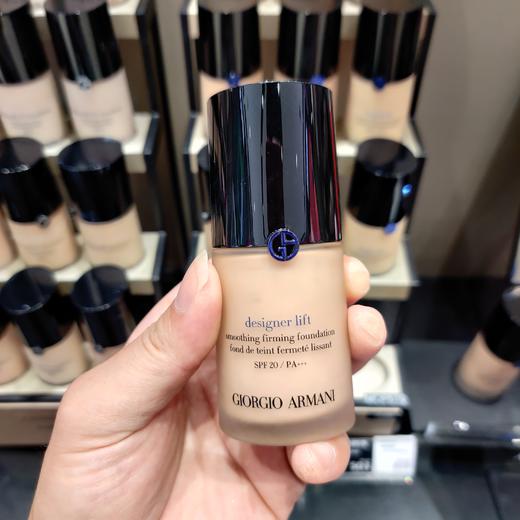 designer lift
smoothing firming foundation
fond de teint fermeté lissant
SPF 20 / PA+++
GIORGIO ARMANI